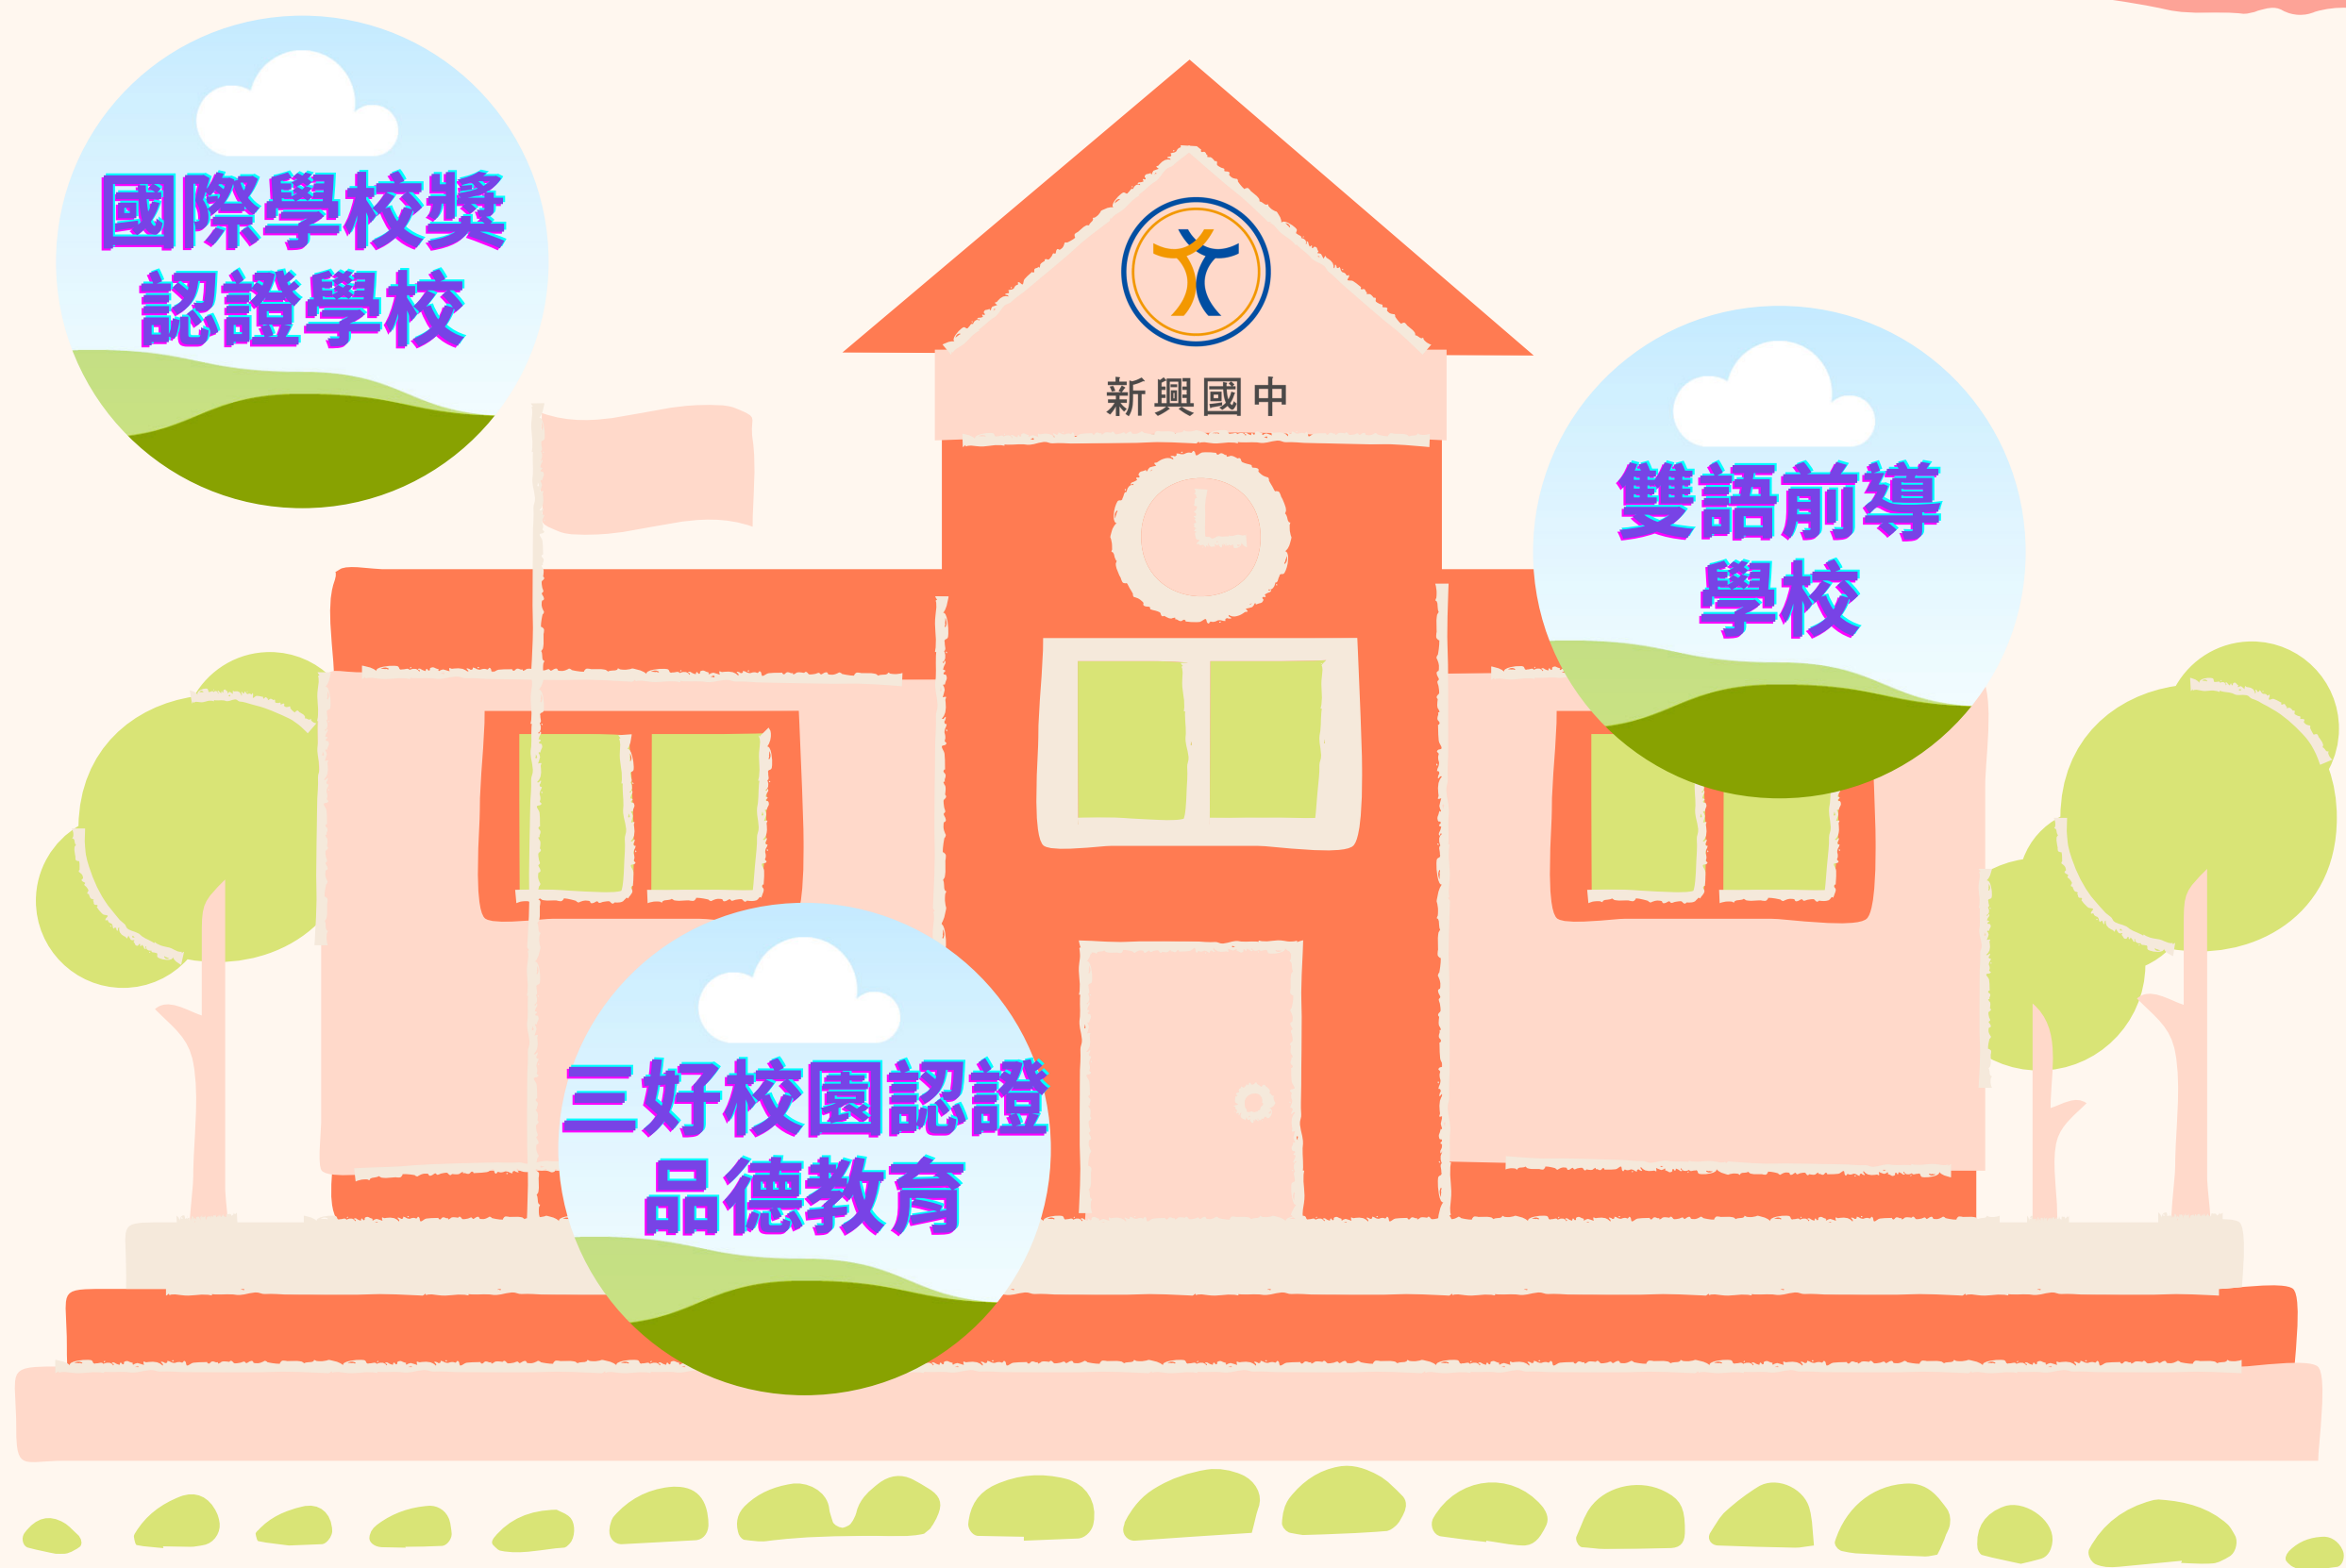 國際學校獎
認證學校
新興國中
雙語前導
學校
三好校園認證
品德教育